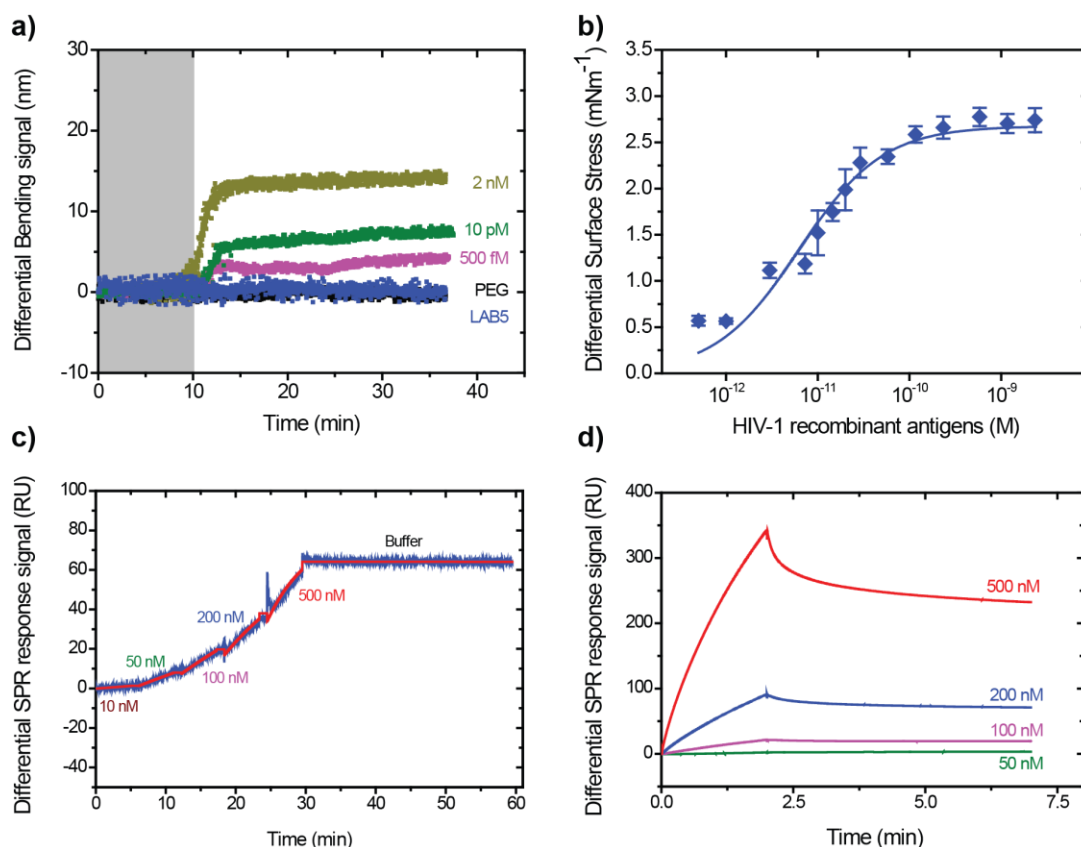 a)
Differential Bending signal (nm)
30
20
10
0
-10
0
10
20
30
40
2 nM
10 pM
500 fM
PEG
LAB5
Time (min)
b)
Differential Surface Stress (mNm⁻¹)
3.5
3.0
2.5
2.0
1.5
1.0
0.5
0.0
10⁻¹²
10⁻¹¹
10⁻¹⁰
10⁻⁹
HIV-1 recombinant antigens (M)
c)
Differential SPR response signal (RU)
100
80
60
40
20
0
-20
-40
0
10
20
30
40
50
60
Buffer
500 nM
200 nM
50 nM
100 nM
10 nM
Time (min)
d)
Differential SPR response signal (RU)
400
300
200
100
0
0.0
2.5
5.0
7.5
500 nM
200 nM
100 nM
50 nM
Time (min)